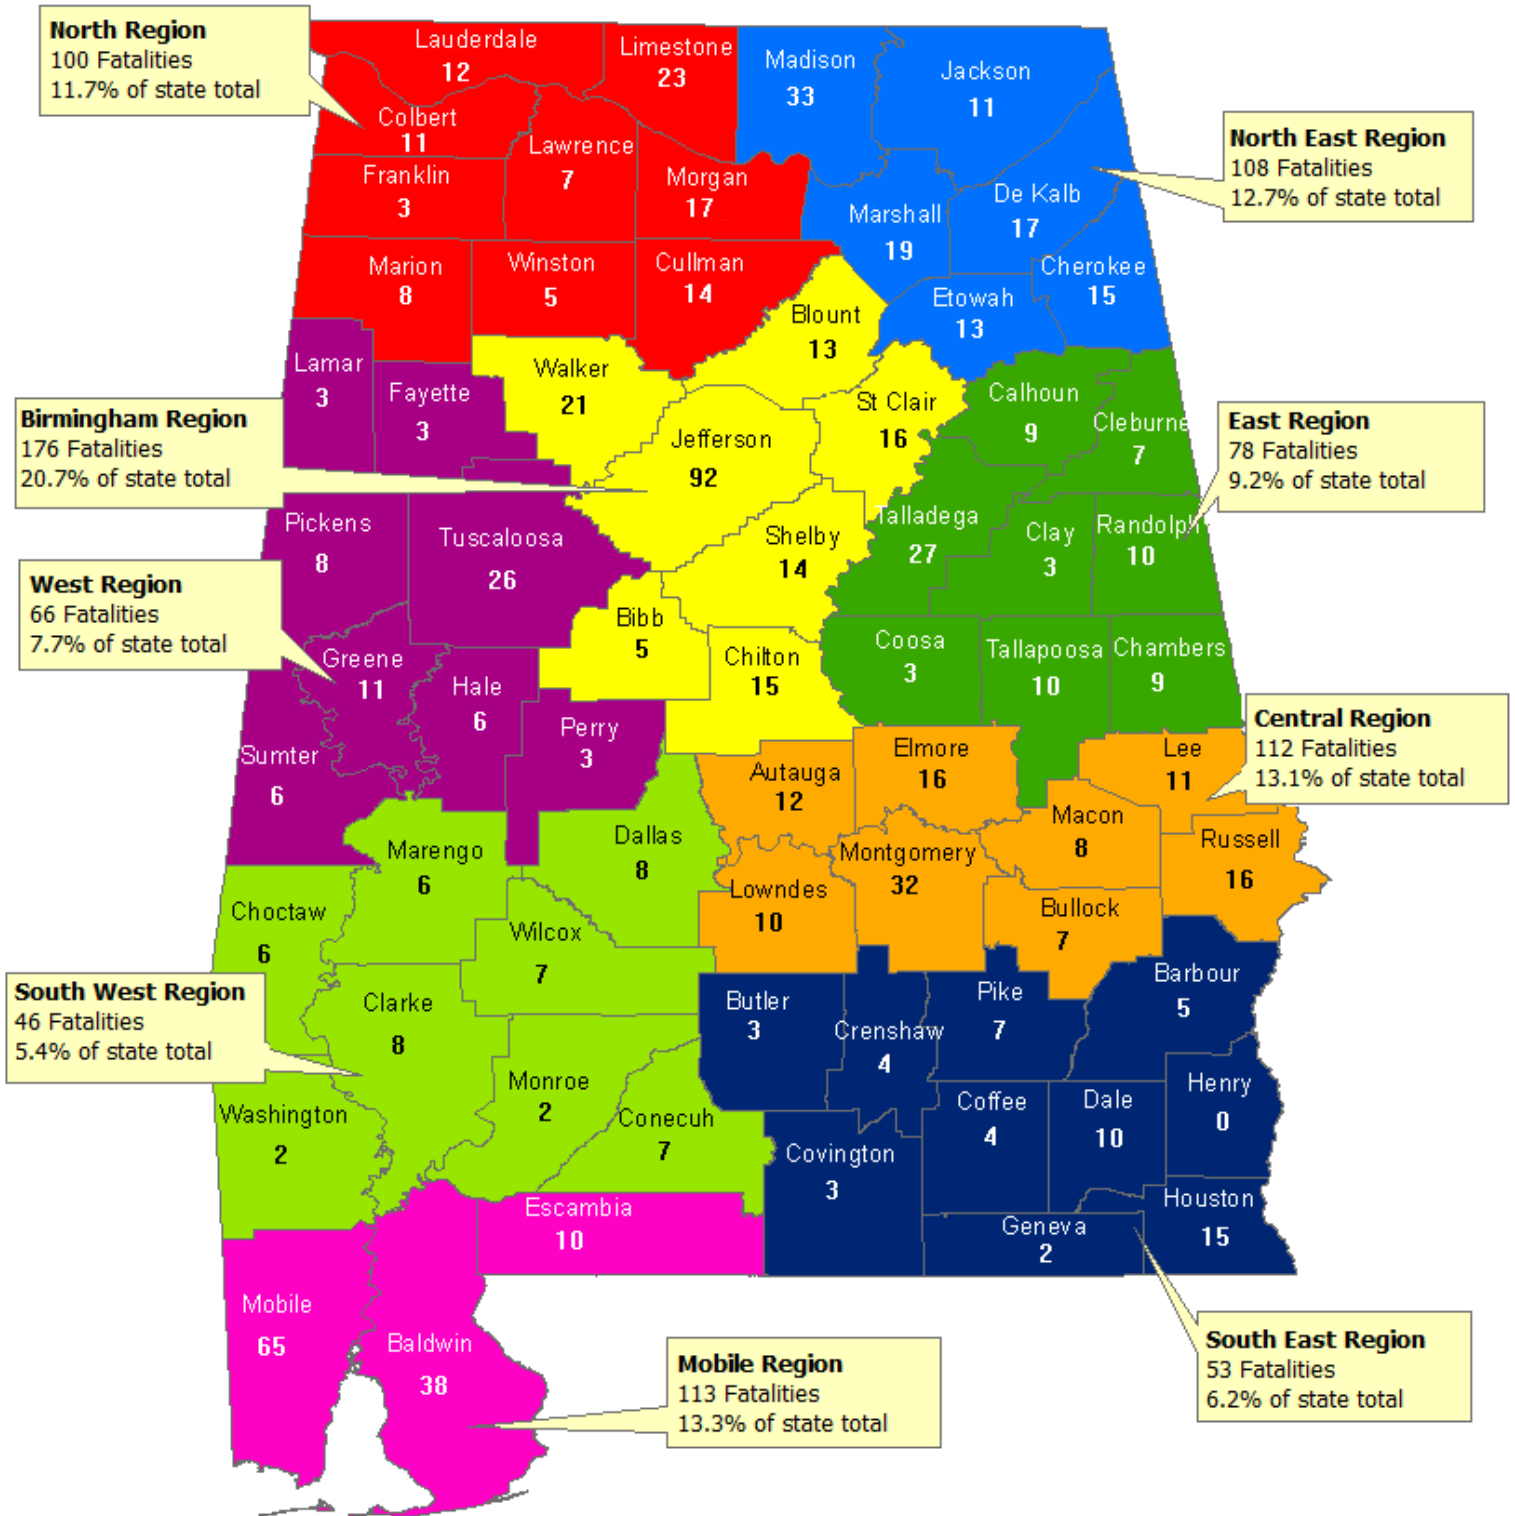 North Region
100 Fatalities
11.7% of state total
Lauderdale
12
Limestone
23
Madison
33
Jackson
11
Colbert
11
Lawrence
7
Franklin
3
Morgan
17
North East Region
108 Fatalities
12.7% of state total
Marshall
19
De Kalb
17
Marion
8
Winston
5
Cullman
14
Cherokee
15
Etowah
13
Blount
13
Lamar
3
Fayette
3
Walker
21
St Clair
16
Calhoun
9
Cleburne
7
Birmingham Region
176 Fatalities
20.7% of state total
Jefferson
92
East Region
78 Fatalities
9.2% of state total
Pickens
8
Tuscaloosa
26
Shelby
14
Talladega
27
Clay
3
Randolph
10
West Region
66 Fatalities
7.7% of state total
Greene
11
Hale
6
Bibb
5
Chilton
15
Coosa
3
Tallapoosa
10
Chambers
9
Sumter
6
Perry
3
Central Region
112 Fatalities
13.1% of state total
Autauga
12
Elmore
16
Lee
11
Macon
8
Russell
16
Marengo
6
Dallas
8
Lowndes
10
Montgomery
32
Bullock
7
Choctaw
6
Wilcox
7
South West Region
46 Fatalities
5.4% of state total
Clarke
8
Butler
3
Crenshaw
4
Pike
7
Barbour
5
Washington
2
Monroe
2
Conecuh
7
Covington
3
Coffee
4
Dale
10
Henry
0
Escambia
10
Geneva
2
Houston
15
Mobile
65
Baldwin
38
Mobile Region
113 Fatalities
13.3% of state total
South East Region
53 Fatalities
6.2% of state total